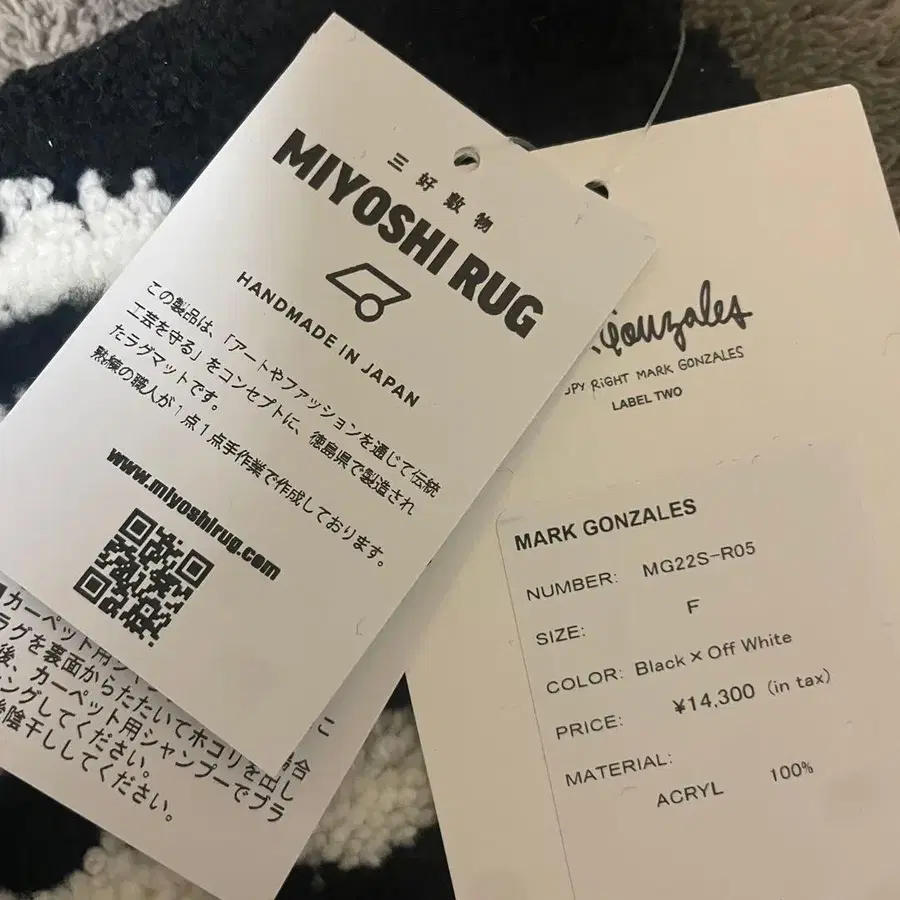 三好敷物
MIYOSHI RUG
HANDMADE IN JAPAN
この製品は、「アートやファッションを通じて伝統
工芸を守る」をコンセプトに、徳島県で製造され
たラグマットです。
熟練の職人が1点1点手作業で作成しております。
www.miyoshirug.com
カーペット用
ラグを裏面からたたいてホコリを出し
後、カーペット用シャンプーでブラ
ングしてください。
後陰干ししてください。
Gonzales
PY RIGHT MARK GONZALES
LABEL TWO
MARK GONZALES
NUMBER: MG22S-R05
SIZE: F
COLOR: Black×Off White
PRICE: ¥14,300 (in tax)
MATERIAL:
ACRYL 100%